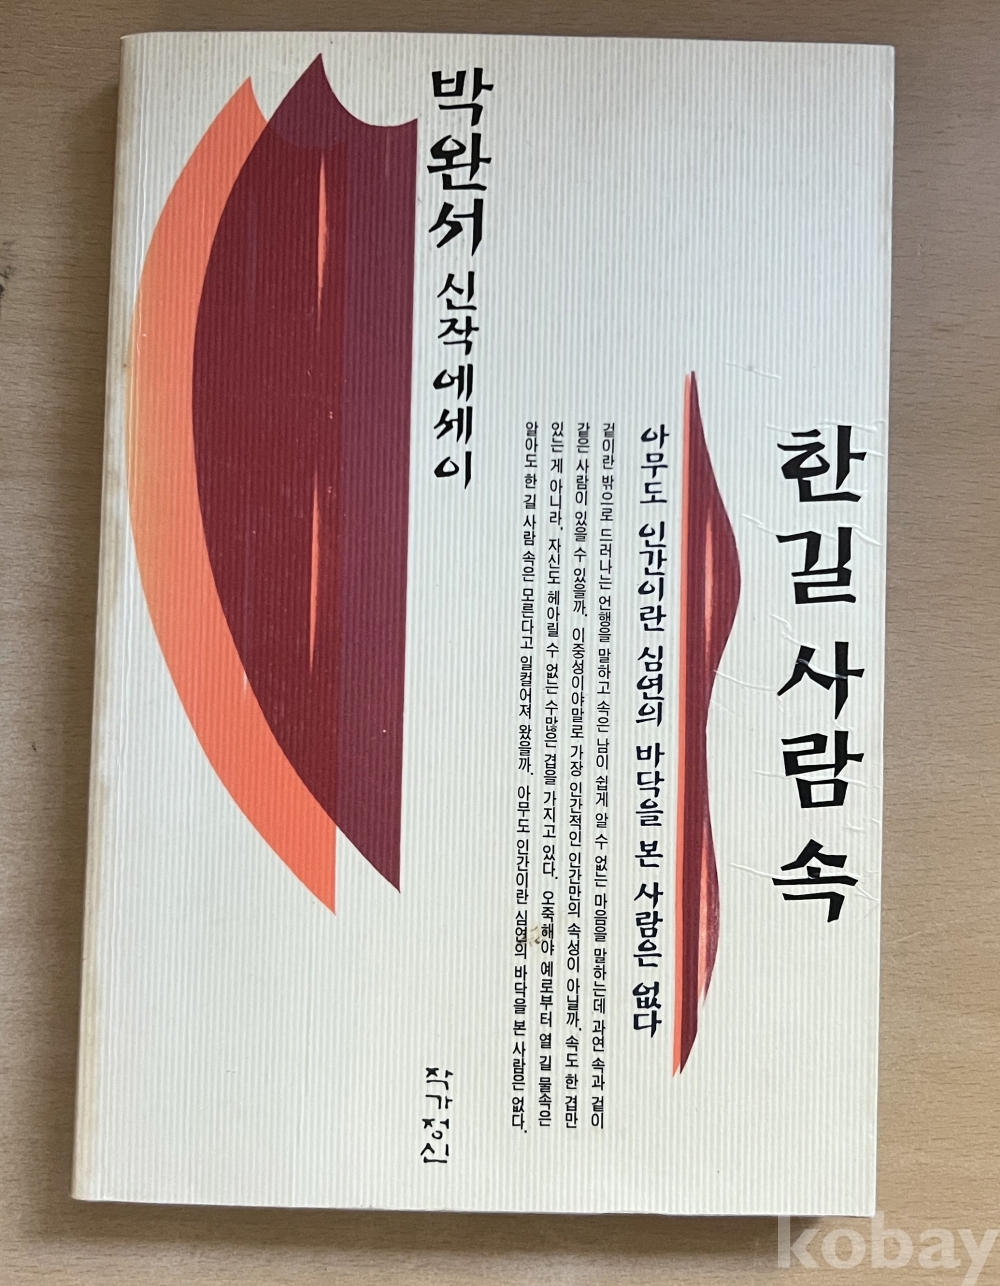 한 길 사람 속
아무도 인간이란 심연의 바닥을 본 사람은 없다
겉이란 밖으로 드러나는 언행을 말하고 속은 남이 쉽게 알 수 없는 마음을 말하는데 과연 속과 겉이
같은 사람이 있을 수 있을까. 이중성이야말로 가장 인간적인 인간만의 속성이 아닐까. 속도 한 겹만
있는 게 아니라, 자신도 헤아릴 수 없는 수많은 겹을 가지고 있다. 오죽해야 예로부터 열 길 물속은
알아도 한 길 사람 속은 모른다고 일컬어져 왔을까. 아무도 인간이란 심연의 바닥을 본 사람은 없다.
박완서 신작에세이
작가정신
kobay